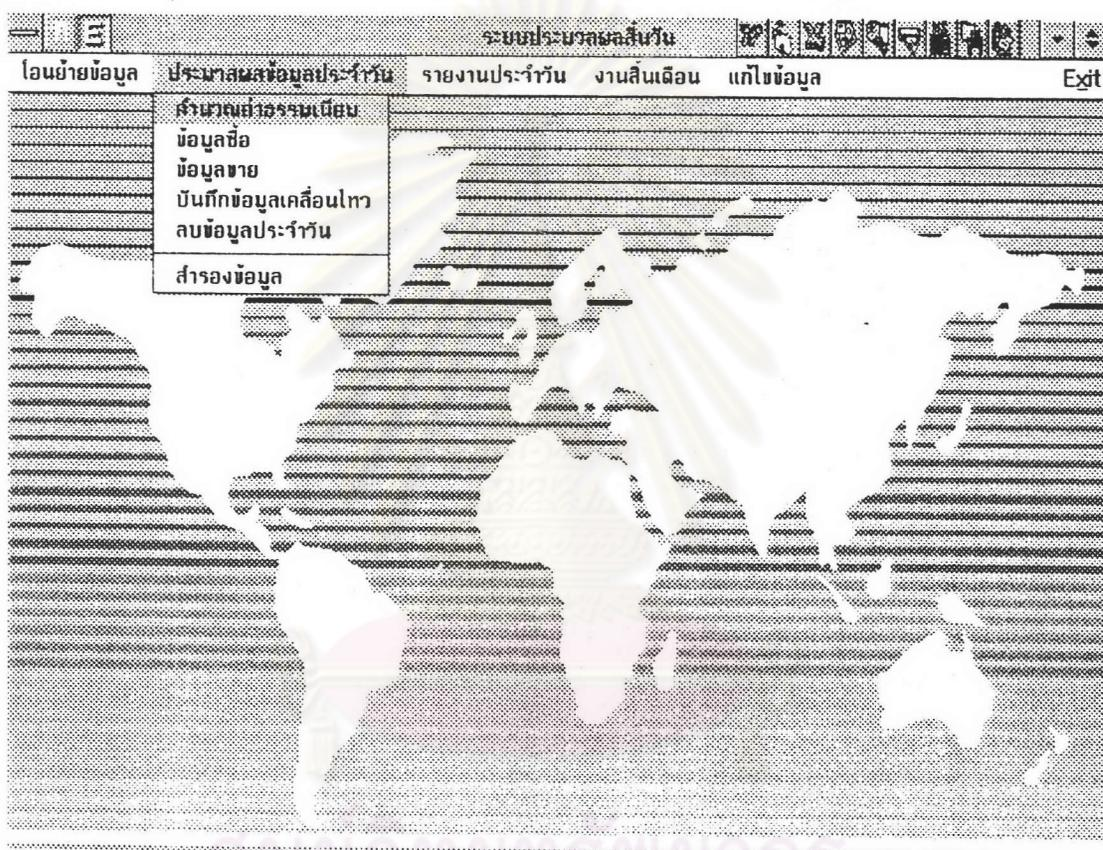 ระบบประมวลผลสิ้นวัน
โอนย้ายข้อมูล ประมาสผลข้อมูลประจำวัน รายงานประจำวัน งานสิ้นเดือน แก้ไขข้อมูล Exit
คำนวณค่าธรรมเนียม
ข้อมูลซื้อ
ข้อมูลขาย
บันทึกข้อมูลเคลื่อนไหว
ลบข้อมูลประจำวัน
สำรองข้อมูล